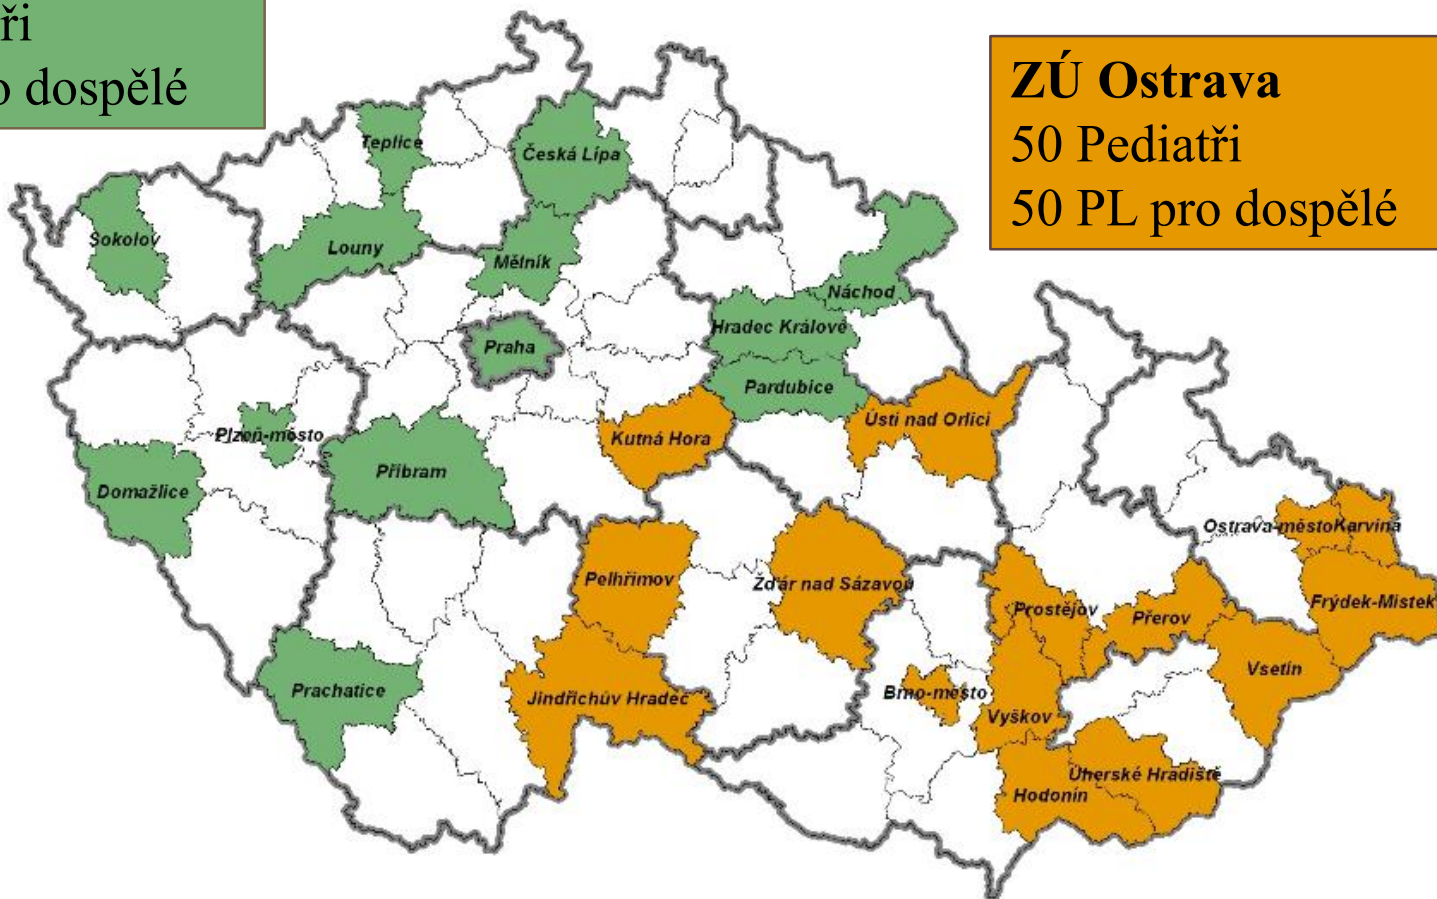 ři
o dospělé
ZÚ Ostrava
50 Pediatři
50 PL pro dospělé
Teplice
Česká Lípa
Sokolov
Louny
Mělník
Náchod
Hradec Králové
Praha
Pardubice
Ústí nad Orlicí
Plzeň-město
Kutná Hora
Příbram
Domažlice
Ostrava-město
Karviná
Pelhřimov
Žďár nad Sázavou
Prostějov
Přerov
Frýdek-Místek
Vsetín
Prachatice
Jindřichův Hradec
Brno-město
Vyškov
Uherské Hradiště
Hodonín